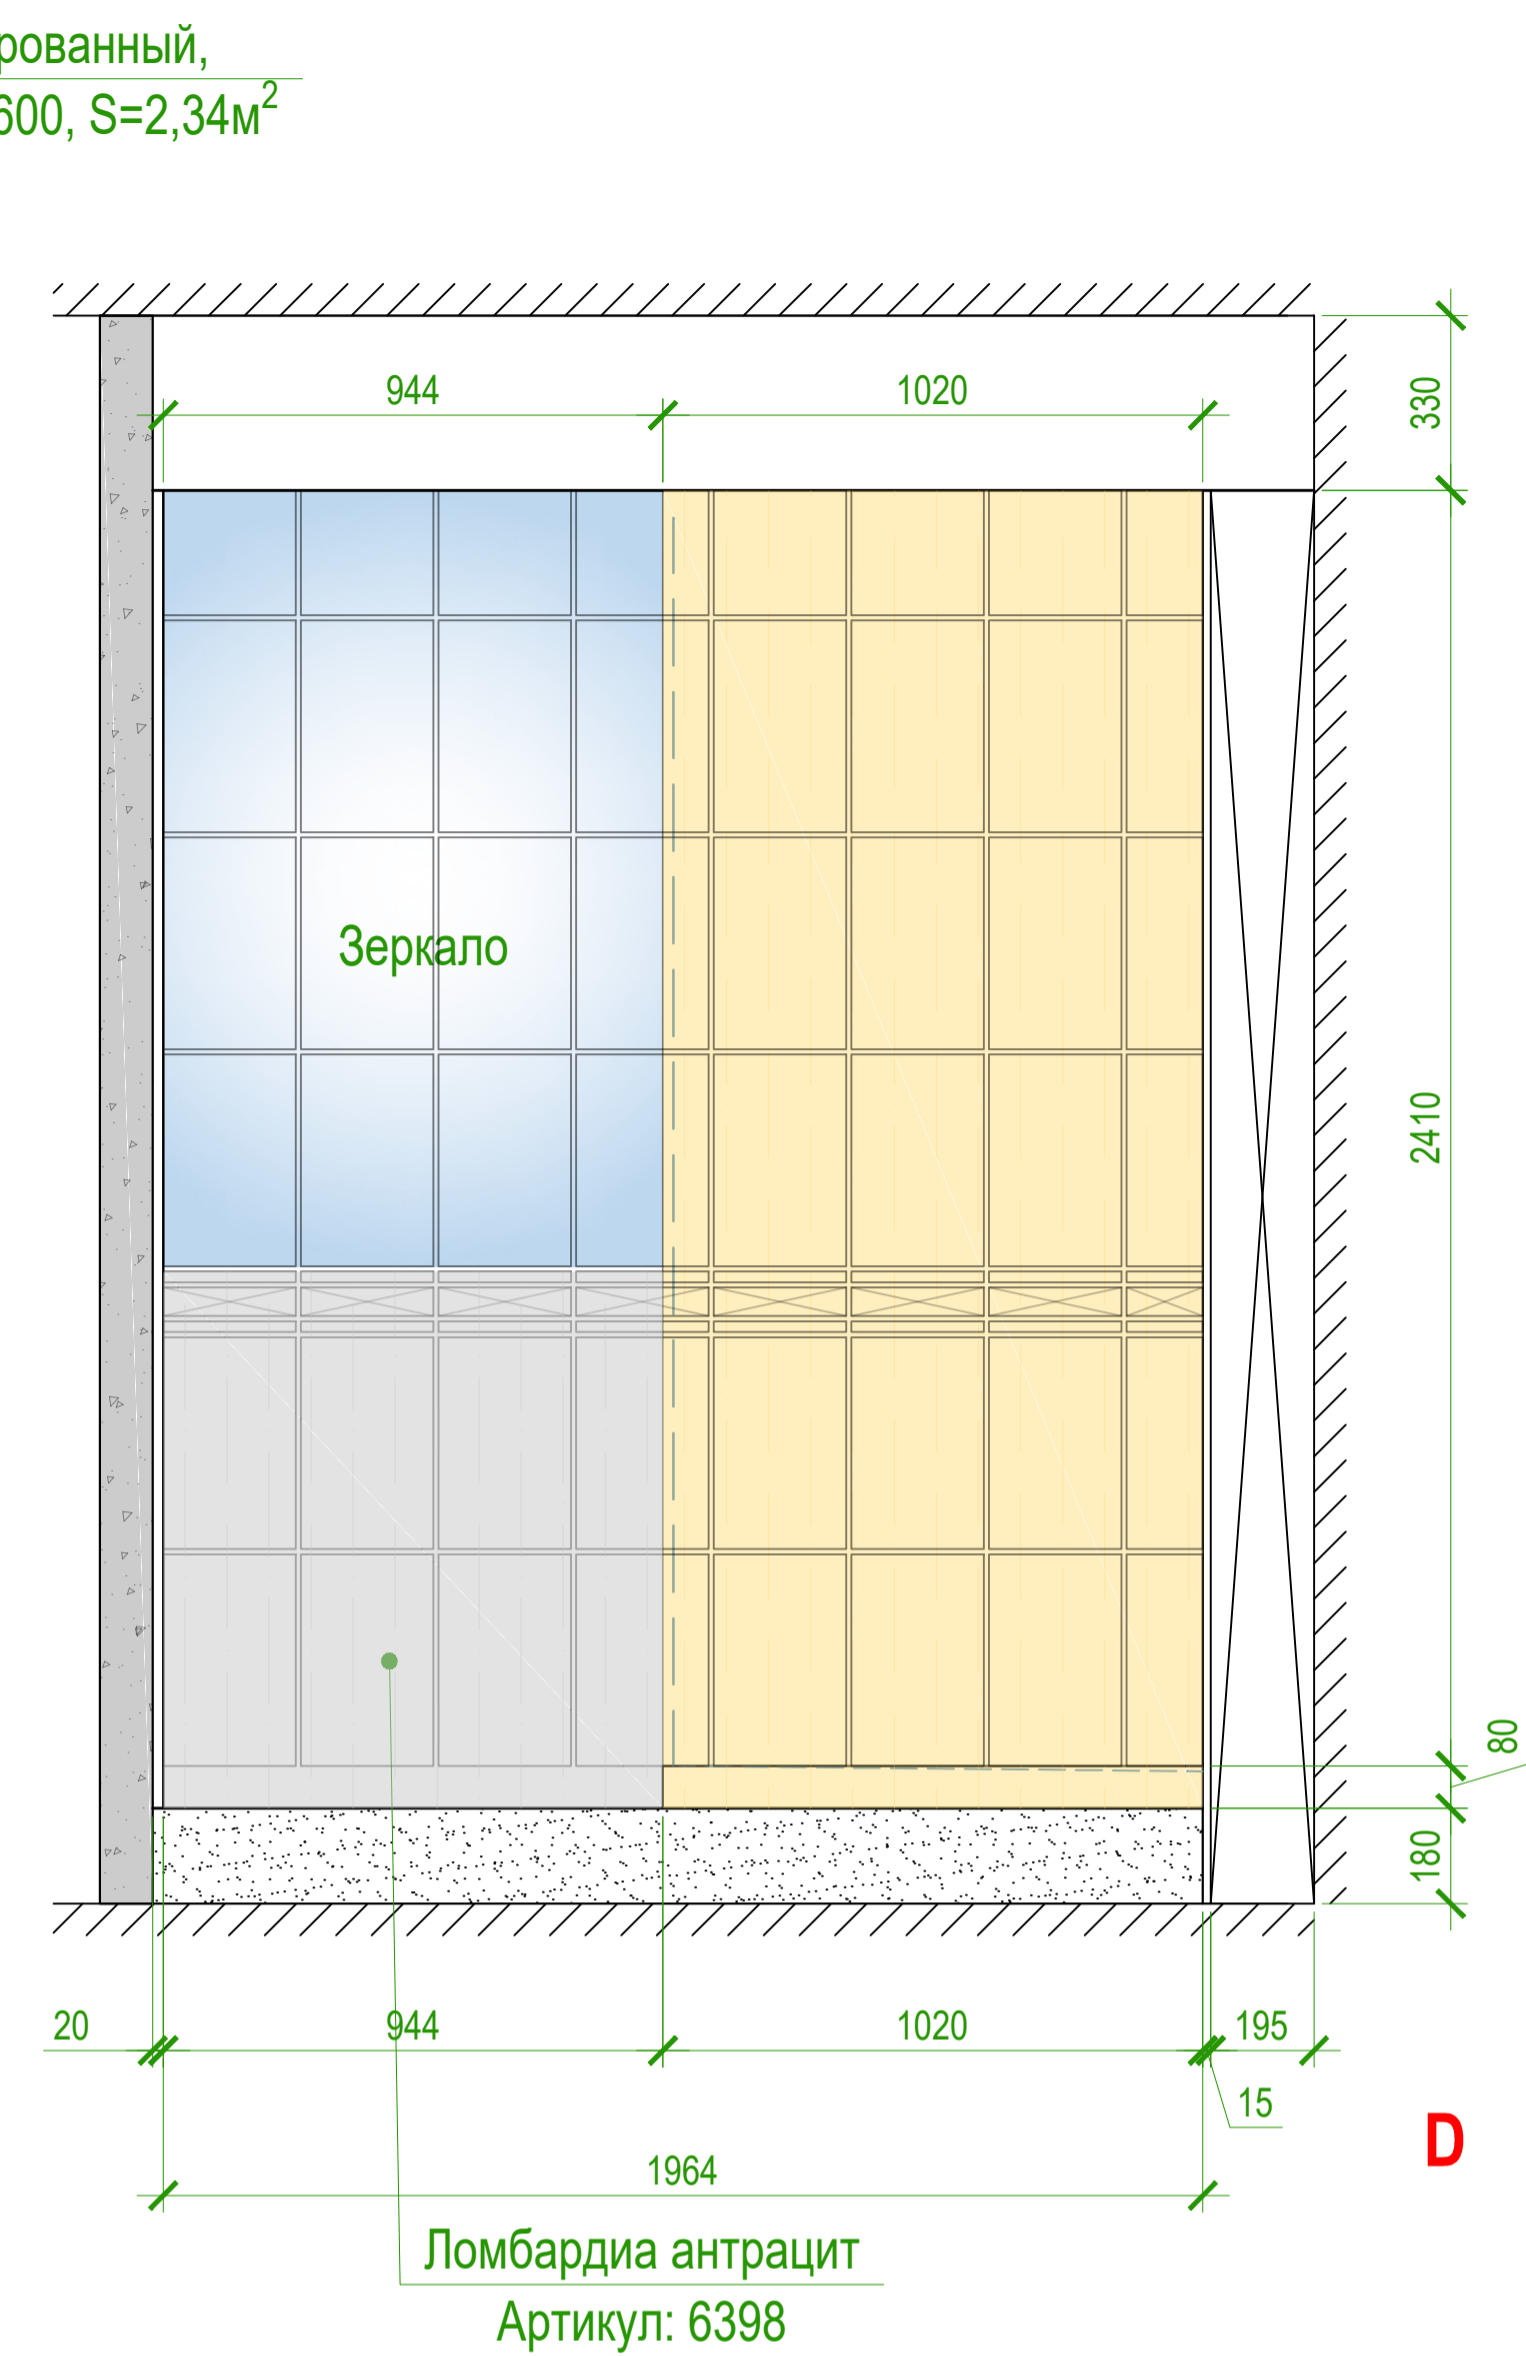 рованный,
600, S=2,34м²
944
1020
330
Зеркало
2410
80
180
20
944
1020
195
15
D
1964
Ломбардиа антрацит
Артикул: 6398